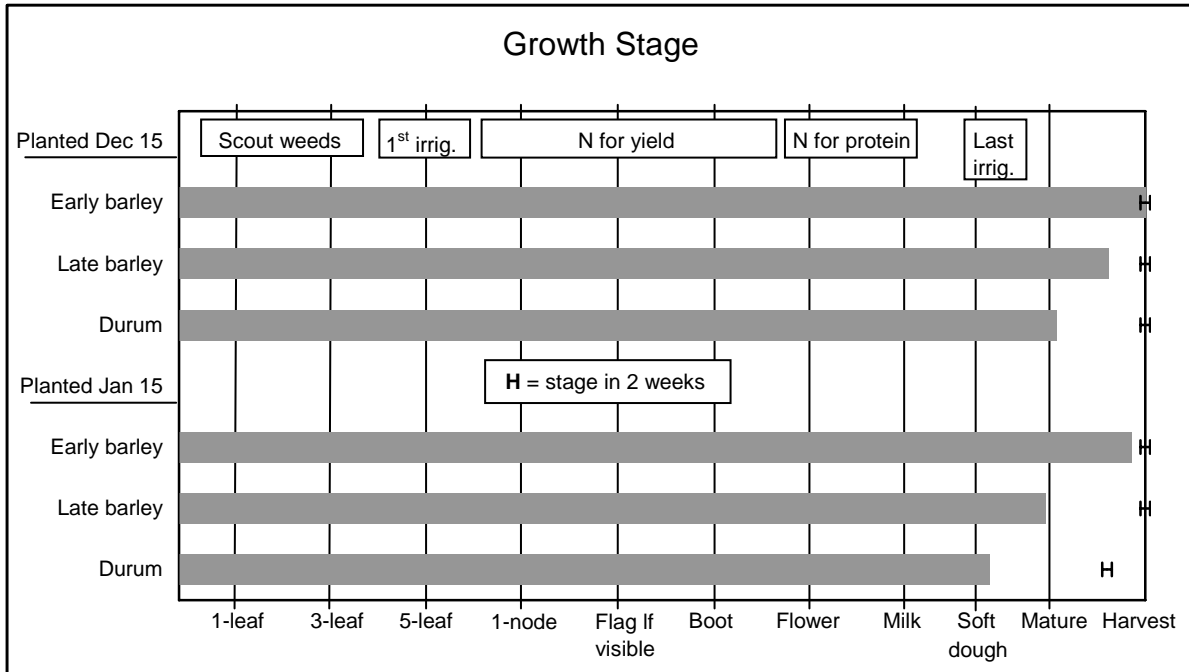 Growth Stage
Planted Dec 15
Scout weeds
1st irrig.
N for yield
N for protein
Last
irrig.
Early barley
H
Late barley
H
Durum
H
Planted Jan 15
H = stage in 2 weeks
Early barley
H
Late barley
H
Durum
H
1-leaf
3-leaf
5-leaf
1-node
Flag lf
visible
Boot
Flower
Milk
Soft
dough
Mature
Harvest